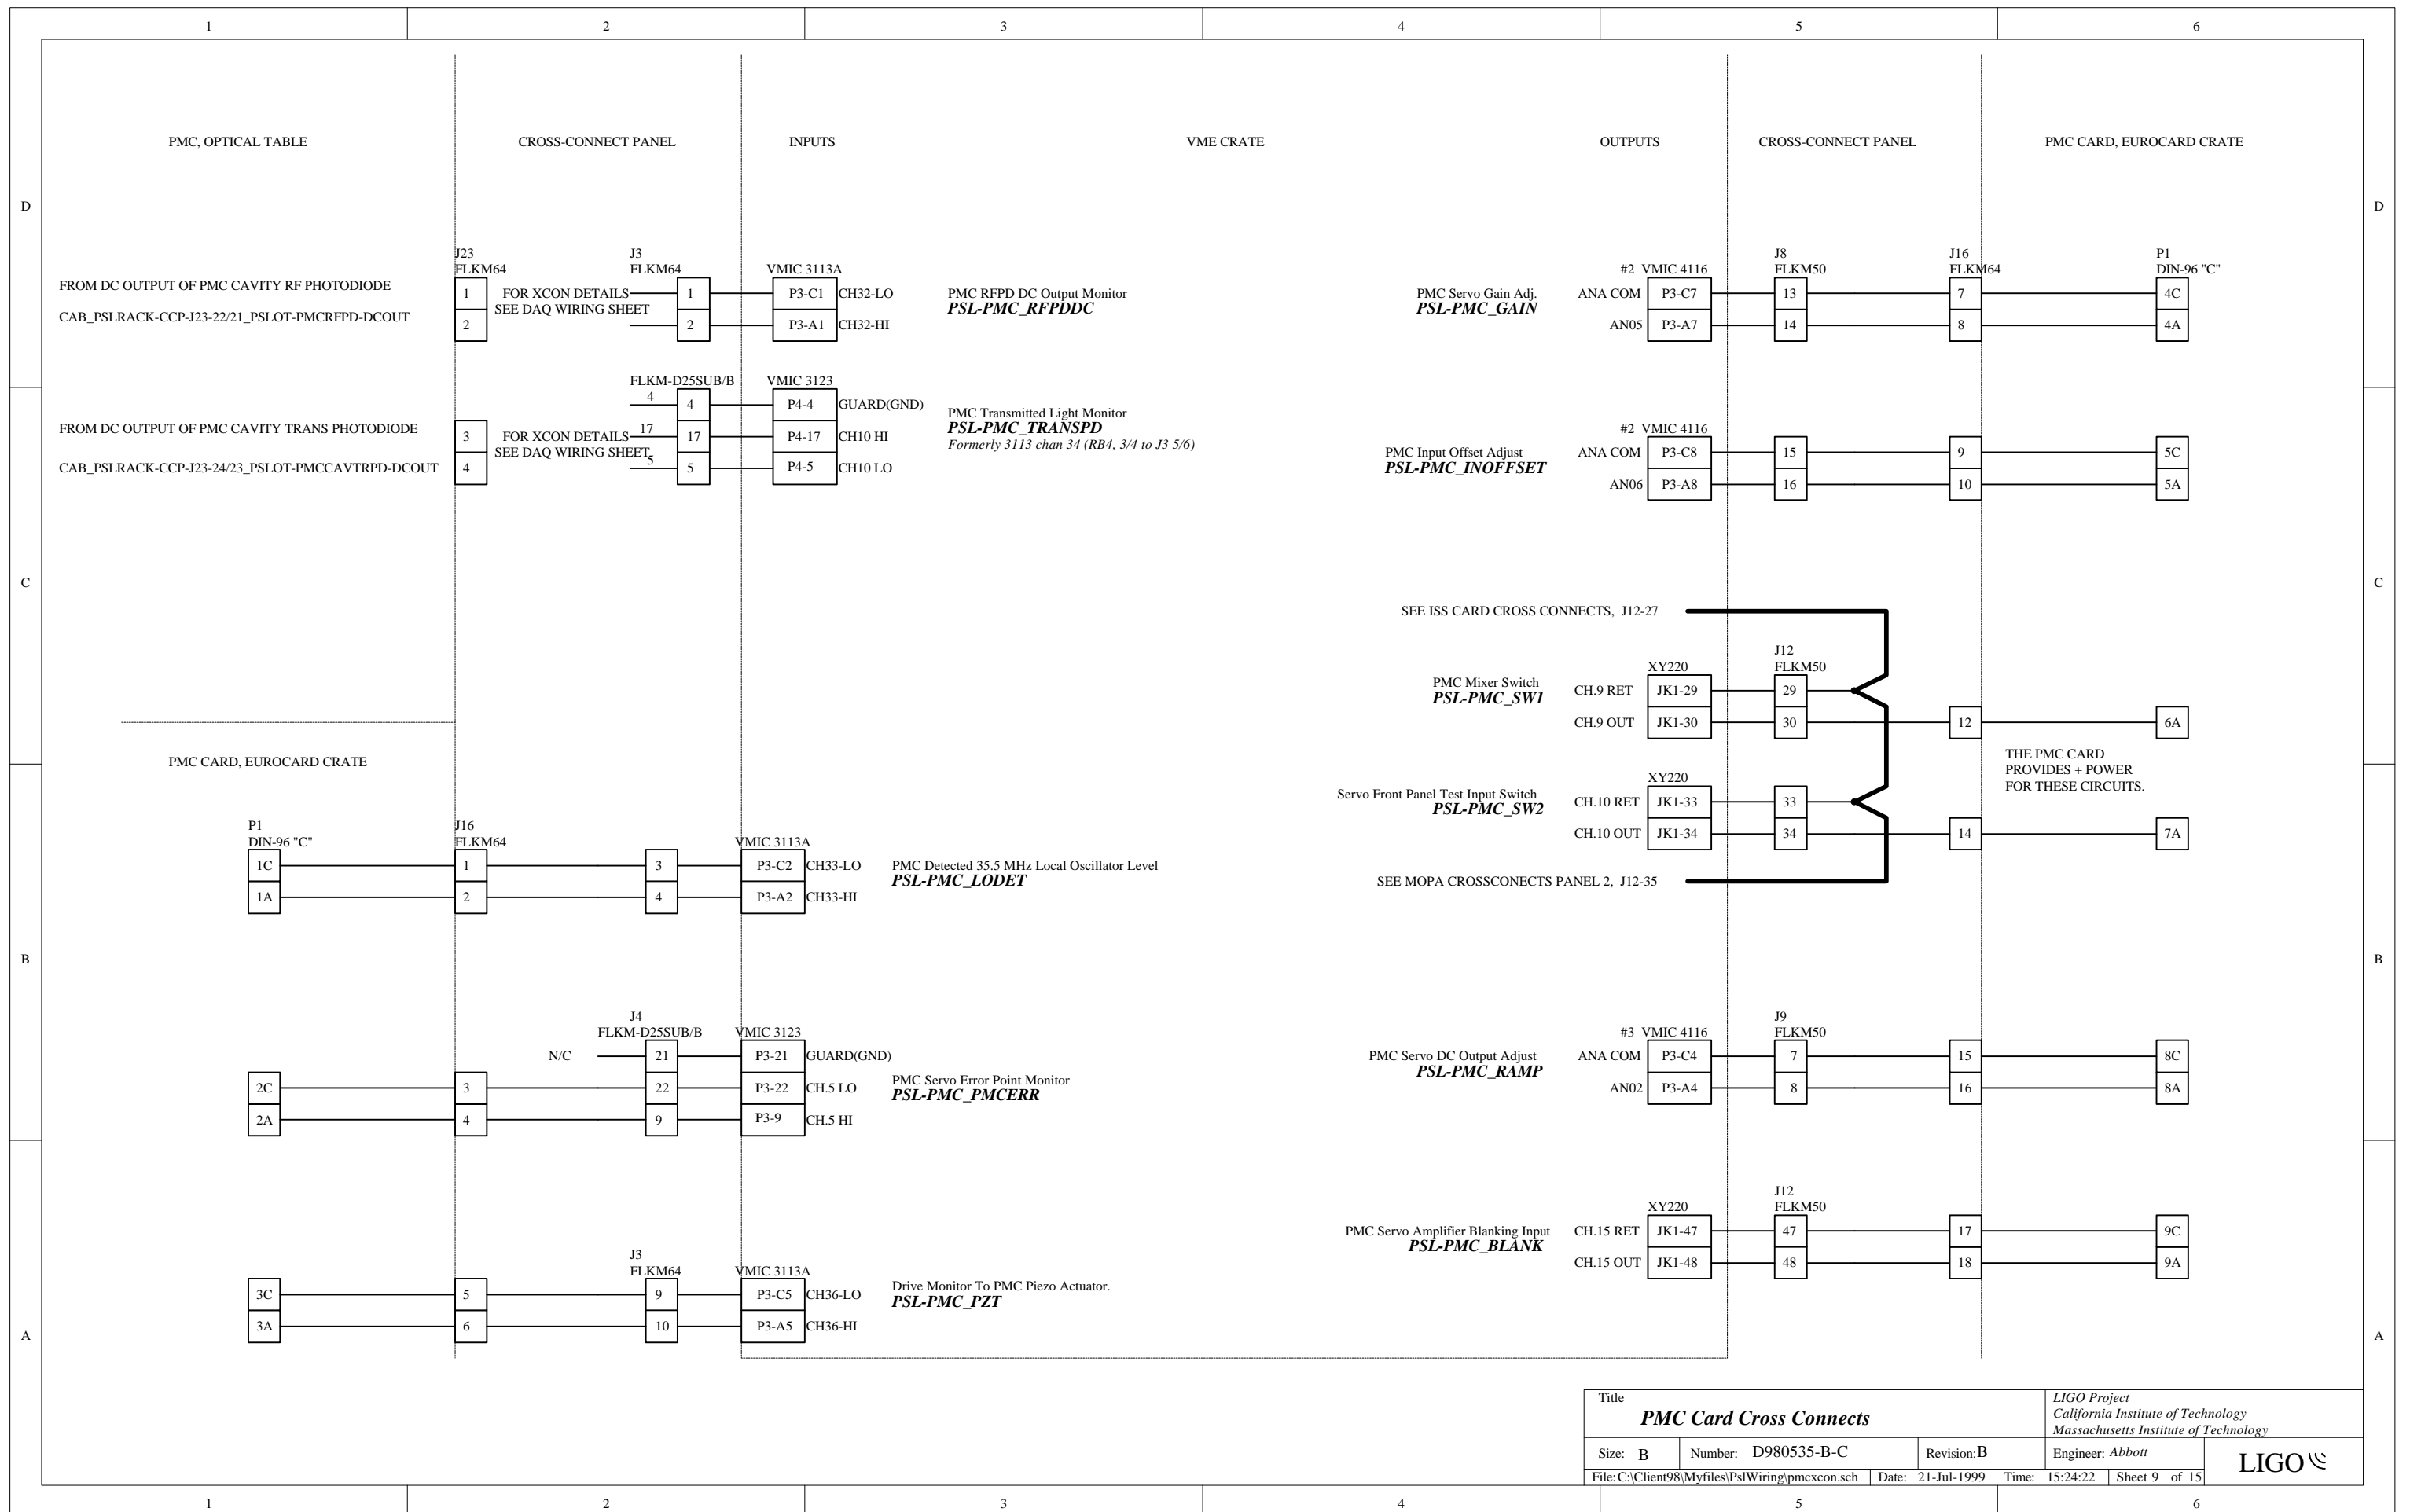 1 2 3 4 5 6
PMC, OPTICAL TABLE CROSS-CONNECT PANEL INPUTS VME CRATE OUTPUTS CROSS-CONNECT PANEL PMC CARD, EUROCARD CRATE
D D
J23
FLKM64
J3
FLKM64
VMIC 3113A
FROM DC OUTPUT OF PMC CAVITY RF PHOTODIODE
CAB_PSLRACK-CCP-J23-22/21_PSLOT-PMCRFPD-DCOUT
1
2
FOR XCON DETAILS
SEE DAQ WIRING SHEET
1 P3-C1 CH32-LO
2 P3-A1 CH32-HI
PMC RFPD DC Output Monitor
PSL-PMC_RFPDDC
FLKM-D25SUB/B VMIC 3123
4 4 P4-4 GUARD(GND)
17 17 P4-17 CH10 HI
5 5 P4-5 CH10 LO
FROM DC OUTPUT OF PMC CAVITY TRANS PHOTODIODE
CAB_PSLRACK-CCP-J23-24/23_PSLOT-PMCCAVTRPD-DCOUT
3
4
FOR XCON DETAILS
SEE DAQ WIRING SHEET
PMC Transmitted Light Monitor
PSL-PMC_TRANSPD
Formerly 3113 chan 34 (RB4, 3/4 to J3 5/6)
#2 VMIC 4116
J8
FLKM50
J16
FLKM64
P1
DIN-96 "C"
PMC Servo Gain Adj.
PSL-PMC_GAIN
ANA COM P3-C7 13 7 4C
AN05 P3-A7 14 8 4A
#2 VMIC 4116
PMC Input Offset Adjust
PSL-PMC_INOFFSET
ANA COM P3-C8 15 9 5C
AN06 P3-A8 16 10 5A
C C
SEE ISS CARD CROSS CONNECTS, J12-27
XY220
J12
FLKM50
PMC Mixer Switch
PSL-PMC_SW1
CH.9 RET JK1-29 29
CH.9 OUT JK1-30 30 12 6A
THE PMC CARD
PROVIDES + POWER
FOR THESE CIRCUITS.
XY220
Servo Front Panel Test Input Switch
PSL-PMC_SW2
CH.10 RET JK1-33 33
CH.10 OUT JK1-34 34 14 7A
SEE MOPA CROSSCONECTS PANEL 2, J12-35
PMC CARD, EUROCARD CRATE
P1
DIN-96 "C"
J16
FLKM64
VMIC 3113A
1C 1 3 P3-C2 CH33-LO
1A 2 4 P3-A2 CH33-HI
PMC Detected 35.5 MHz Local Oscillator Level
PSL-PMC_LODET
B B
J4
FLKM-D25SUB/B VMIC 3123
N/C 21 P3-21 GUARD(GND)
2C 3 22 P3-22 CH.5 LO
2A 4 9 P3-9 CH.5 HI
PMC Servo Error Point Monitor
PSL-PMC_PMCERR
#3 VMIC 4116
J9
FLKM50
PMC Servo DC Output Adjust
PSL-PMC_RAMP
ANA COM P3-C4 7 15 8C
AN02 P3-A4 8 16 8A
XY220
J12
FLKM50
PMC Servo Amplifier Blanking Input
PSL-PMC_BLANK
CH.15 RET JK1-47 47 17 9C
CH.15 OUT JK1-48 48 18 9A
J3
FLKM64 VMIC 3113A
3C 5 9 P3-C5 CH36-LO
3A 6 10 P3-A5 CH36-HI
Drive Monitor To PMC Piezo Actuator.
PSL-PMC_PZT
A A
Title
PMC Card Cross Connects
LIGO Project
California Institute of Technology
Massachusetts Institute of Technology
Size: B Number: D980535-B-C Revision: B Engineer: Abbott
LIGO
File: C:\Client98\Myfiles\PslWiring\pmcxcon.sch Date: 21-Jul-1999 Time: 15:24:22 Sheet 9 of 15
1 2 3 4 5 6